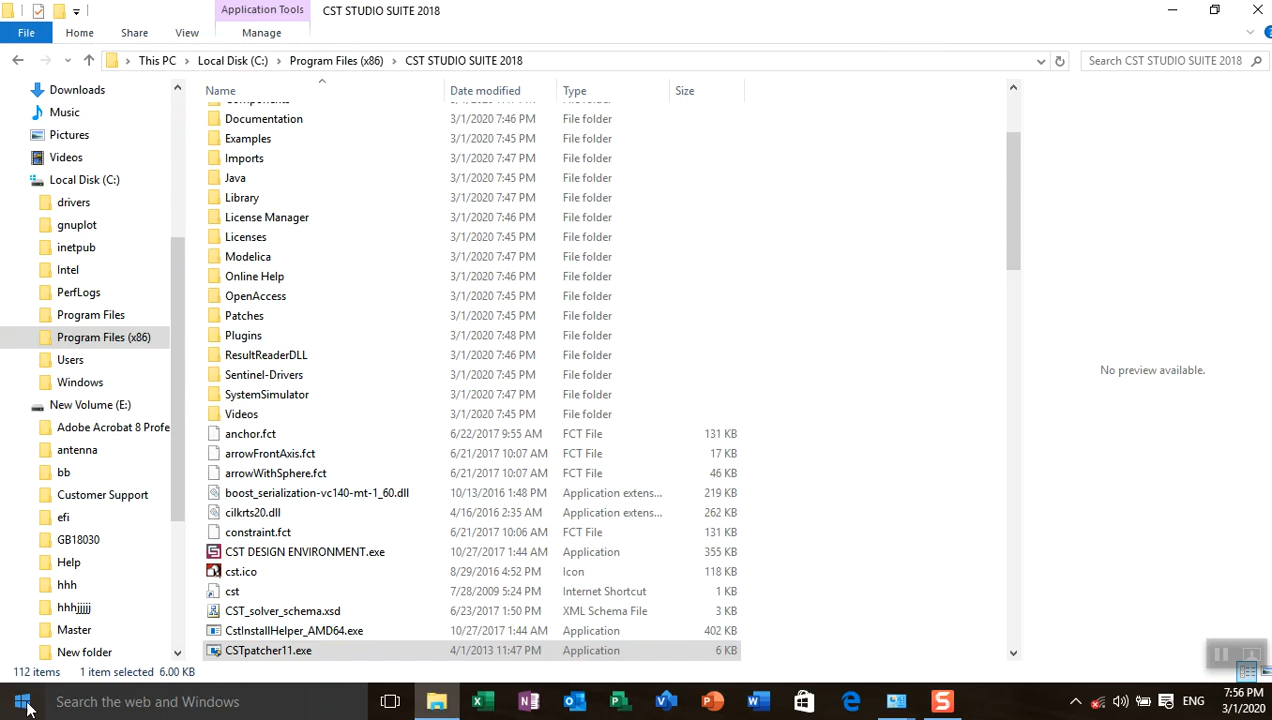 Application Tools
CST STUDIO SUITE 2018
File
Home
Share
View
Manage
This PC
Local Disk (C:)
Program Files (x86)
CST STUDIO SUITE 2018
Search CST STUDIO SUITE 2018
Name
Date modified
Type
Size
Downloads
Music
Pictures
Videos
Local Disk (C:)
drivers
gnuplot
inetpub
Intel
PerfLogs
Program Files
Program Files (x86)
Users
Windows
New Volume (E:)
Adobe Acrobat 8 Profe
antenna
bb
Customer Support
efi
GB18030
Help
hhh
hhhjjjjj
Master
New folder
Documentation 3/1/2020 7:46 PM File folder
Examples 3/1/2020 7:45 PM File folder
Imports 3/1/2020 7:47 PM File folder
Java 3/1/2020 7:45 PM File folder
Library 3/1/2020 7:47 PM File folder
License Manager 3/1/2020 7:46 PM File folder
Licenses 3/1/2020 7:45 PM File folder
Modelica 3/1/2020 7:47 PM File folder
Online Help 3/1/2020 7:46 PM File folder
OpenAccess 3/1/2020 7:45 PM File folder
Patches 3/1/2020 7:45 PM File folder
Plugins 3/1/2020 7:48 PM File folder
ResultReaderDLL 3/1/2020 7:46 PM File folder
Sentinel-Drivers 3/1/2020 7:45 PM File folder
SystemSimulator 3/1/2020 7:47 PM File folder
Videos 3/1/2020 7:45 PM File folder
anchor.fct 6/22/2017 9:55 AM FCT File 131 KB
arrowFrontAxis.fct 6/21/2017 10:07 AM FCT File 17 KB
arrowWithSphere.fct 6/21/2017 10:07 AM FCT File 46 KB
boost_serialization-vc140-mt-1_60.dll 10/13/2016 1:48 PM Application extens... 219 KB
cilkrts20.dll 4/16/2016 2:35 AM Application extens... 262 KB
constraint.fct 6/21/2017 10:06 AM FCT File 131 KB
CST DESIGN ENVIRONMENT.exe 10/27/2017 1:44 AM Application 355 KB
cst.ico 8/29/2016 4:52 PM Icon 118 KB
cst 7/28/2009 5:24 PM Internet Shortcut 1 KB
CST_solver_schema.xsd 6/23/2017 1:50 PM XML Schema File 3 KB
CstInstallHelper_AMD64.exe 10/27/2017 1:44 AM Application 402 KB
CSTpatcher11.exe 4/1/2013 11:47 PM Application 6 KB
No preview available.
112 items 1 item selected 6.00 KB
Search the web and Windows
ENG
7:56 PM
3/1/2020